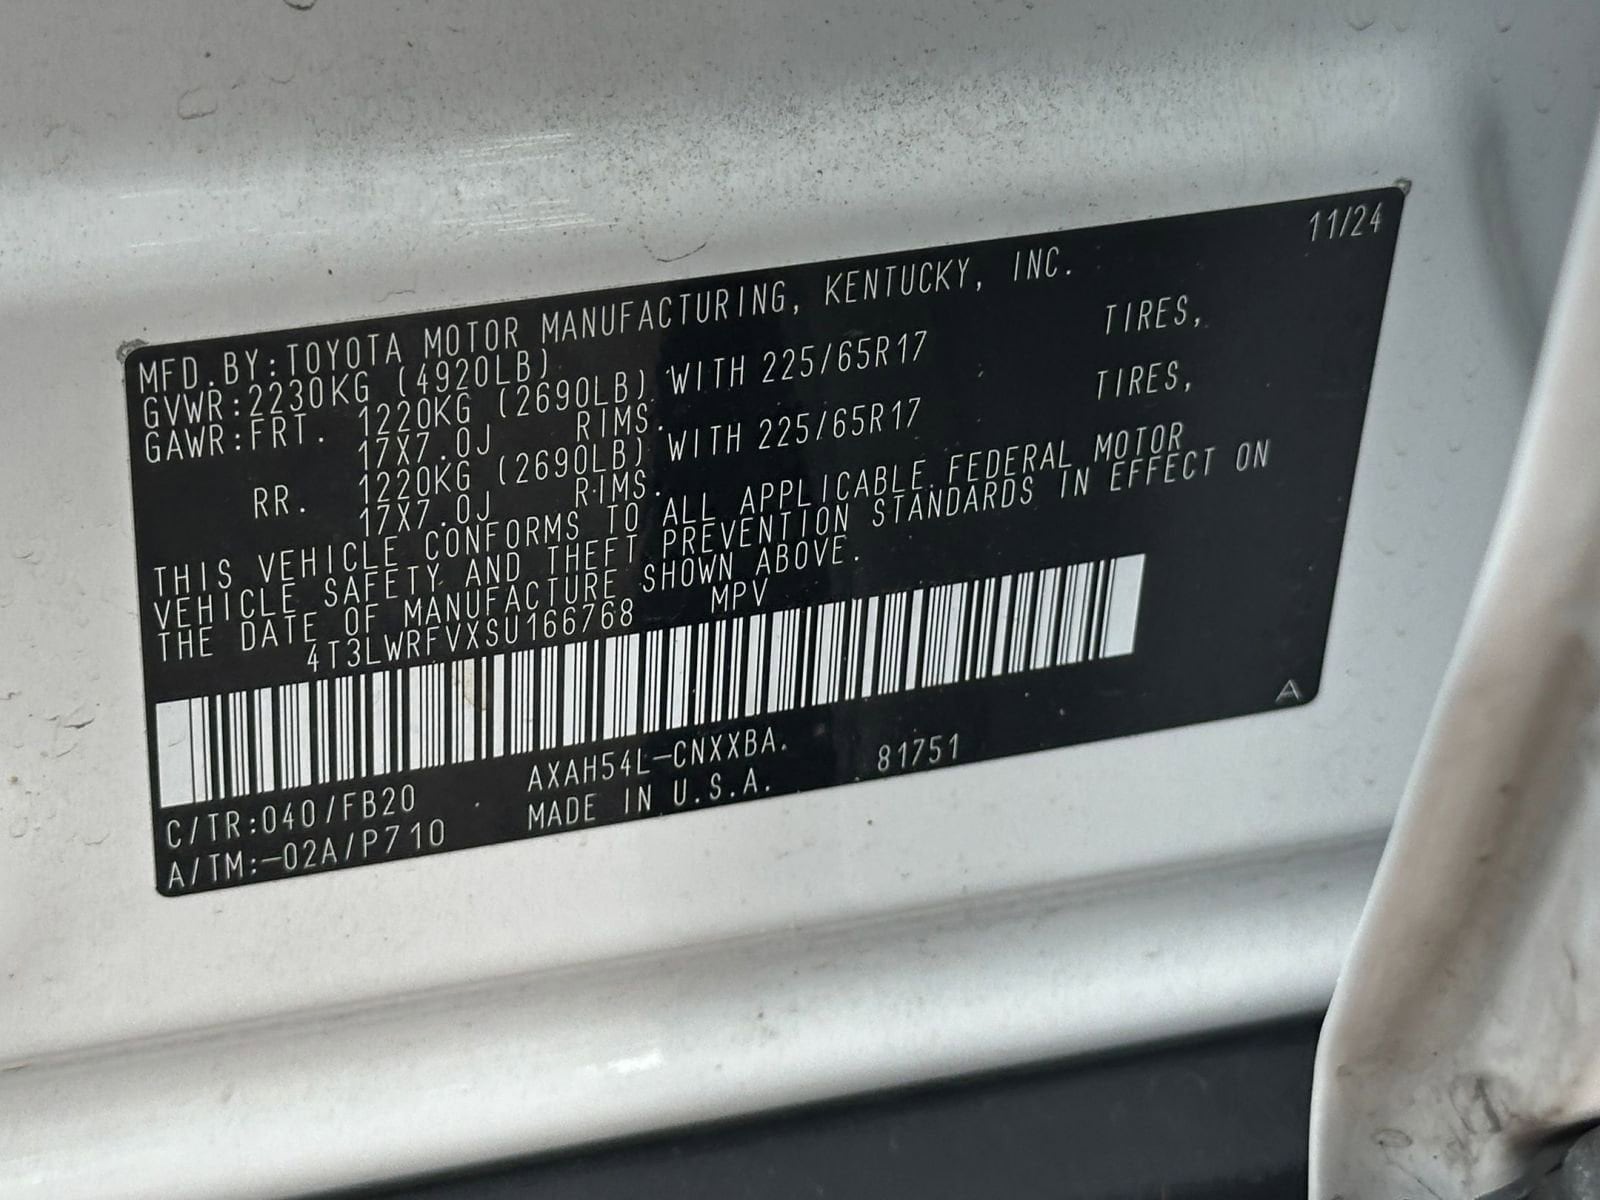 11/24
MFD.BY:TOYOTA MOTOR MANUFACTURING, KENTUCKY, INC.
GVWR:2230KG (4920LB)
GAWR:FRT. 1220KG (2690LB) WITH 225/65R17 TIRES,
17X7.0J RIMS.
RR. 1220KG (2690LB) WITH 225/65R17 TIRES,
17X7.0J RIMS.
THIS VEHICLE CONFORMS TO ALL APPLICABLE FEDERAL MOTOR
VEHICLE SAFETY AND THEFT PREVENTION STANDARDS IN EFFECT ON
THE DATE OF MANUFACTURE SHOWN ABOVE.
4T3LWRFVXSU166768 MPV
A
C/TR:040/FB20 AXAH54L-CNXXBA. 81751
A/TM:-02A/P710 MADE IN U.S.A.